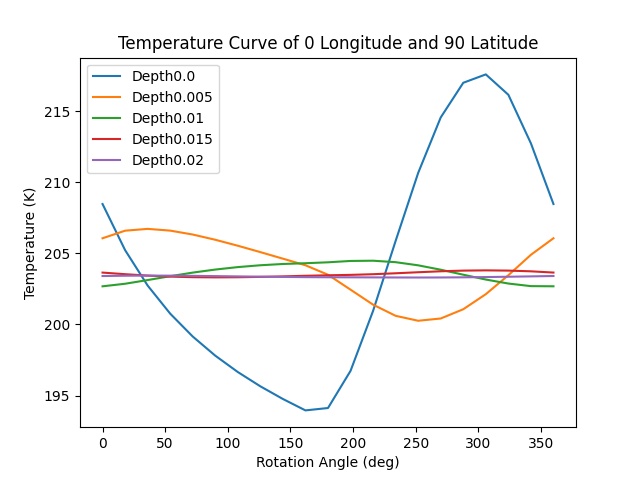 Temperature Curve of 0 Longitude and 90 Latitude
Depth0.0
Depth0.005
Depth0.01
Depth0.015
Depth0.02
Temperature (K)
215
210
205
200
195
0 50 100 150 200 250 300 350
Rotation Angle (deg)